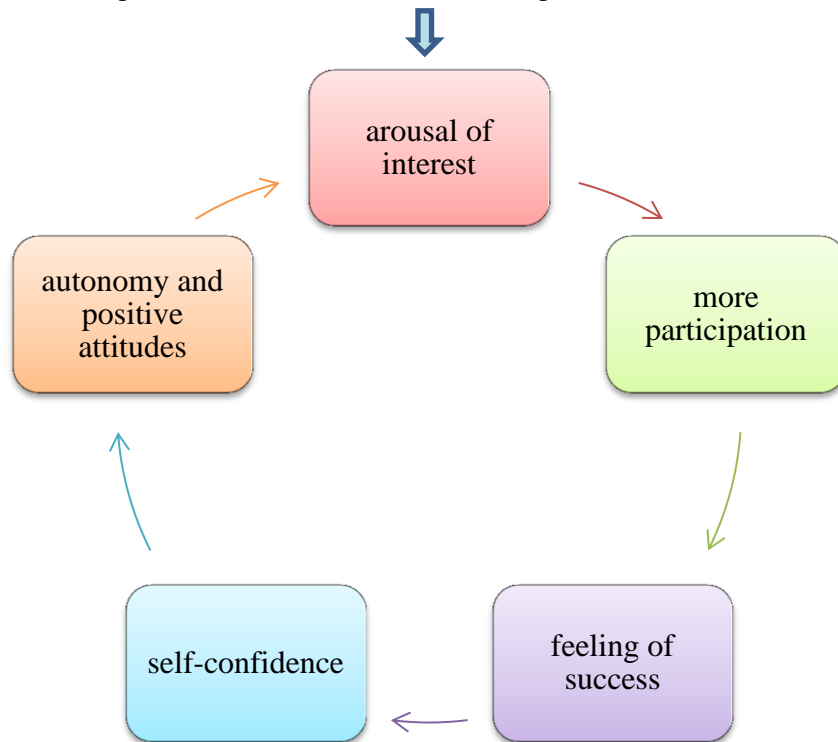 arousal of
interest
more
participation
feeling of
success
self-confidence
autonomy and
positive
attitudes